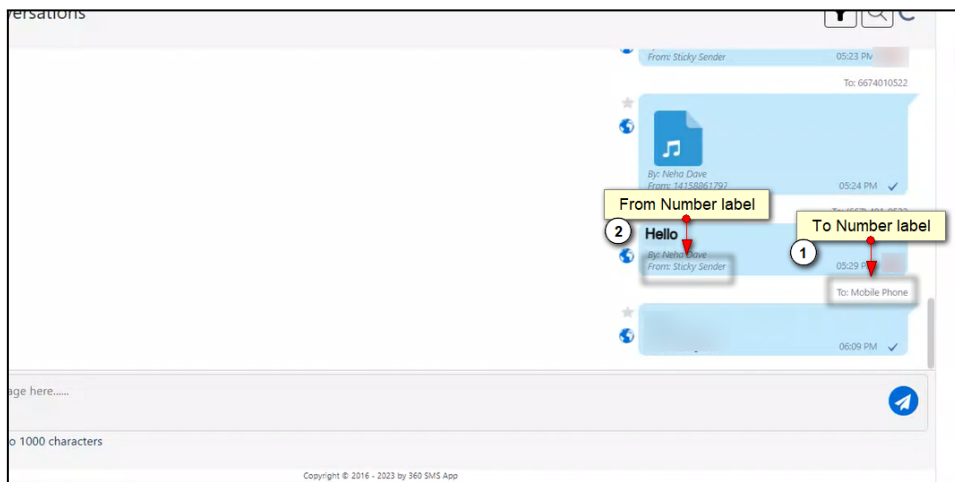 versations
From: Sticky Sender
05:23 PM
To: 6674010522
By: Neha Dave
From: 14158861797
05:24 PM
From Number label
To Number label
2
Hello
1
By: Neha Dave
From: Sticky Sender
05:29
To: Mobile Phone
06:09 PM
age here......
o 1000 characters
Copyright © 2016 - 2023 by 360 SMS App